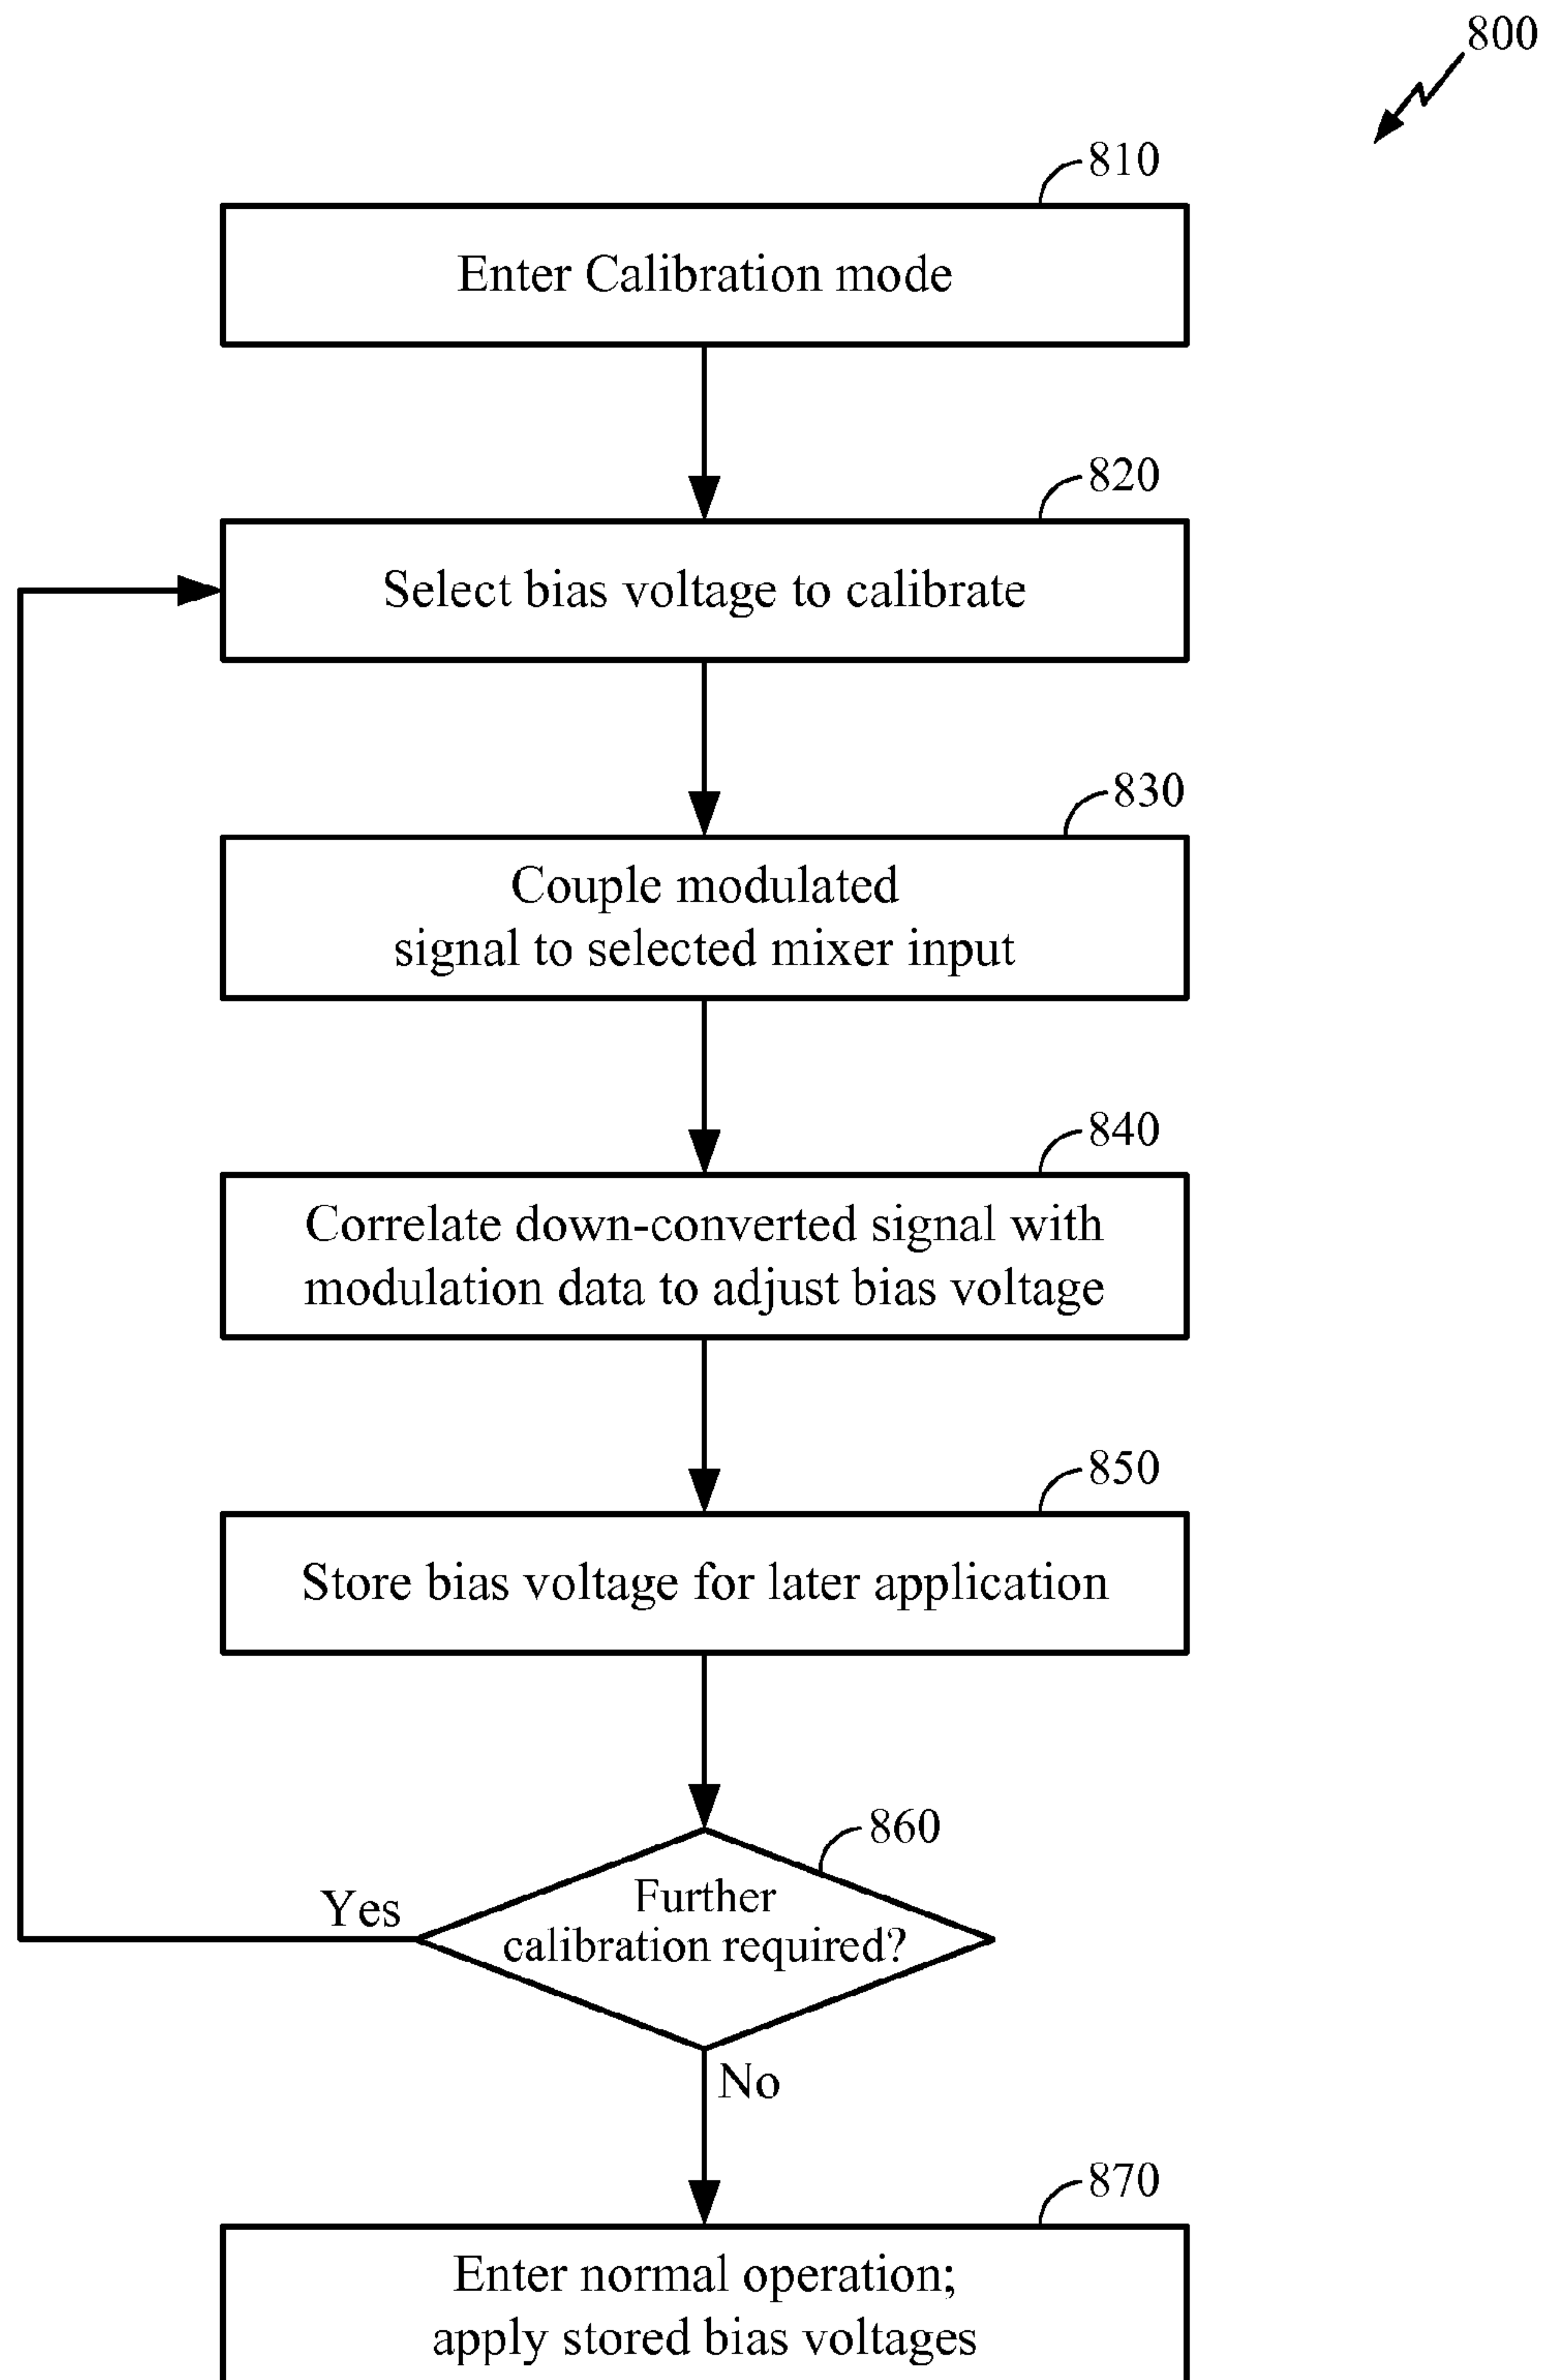 800
810
Enter Calibration mode
820
Select bias voltage to calibrate
830
Couple modulated
signal to selected mixer input
840
Correlate down-converted signal with
modulation data to adjust bias voltage
850
Store bias voltage for later application
860
Further
calibration required?
Yes
No
870
Enter normal operation;
apply stored bias voltages